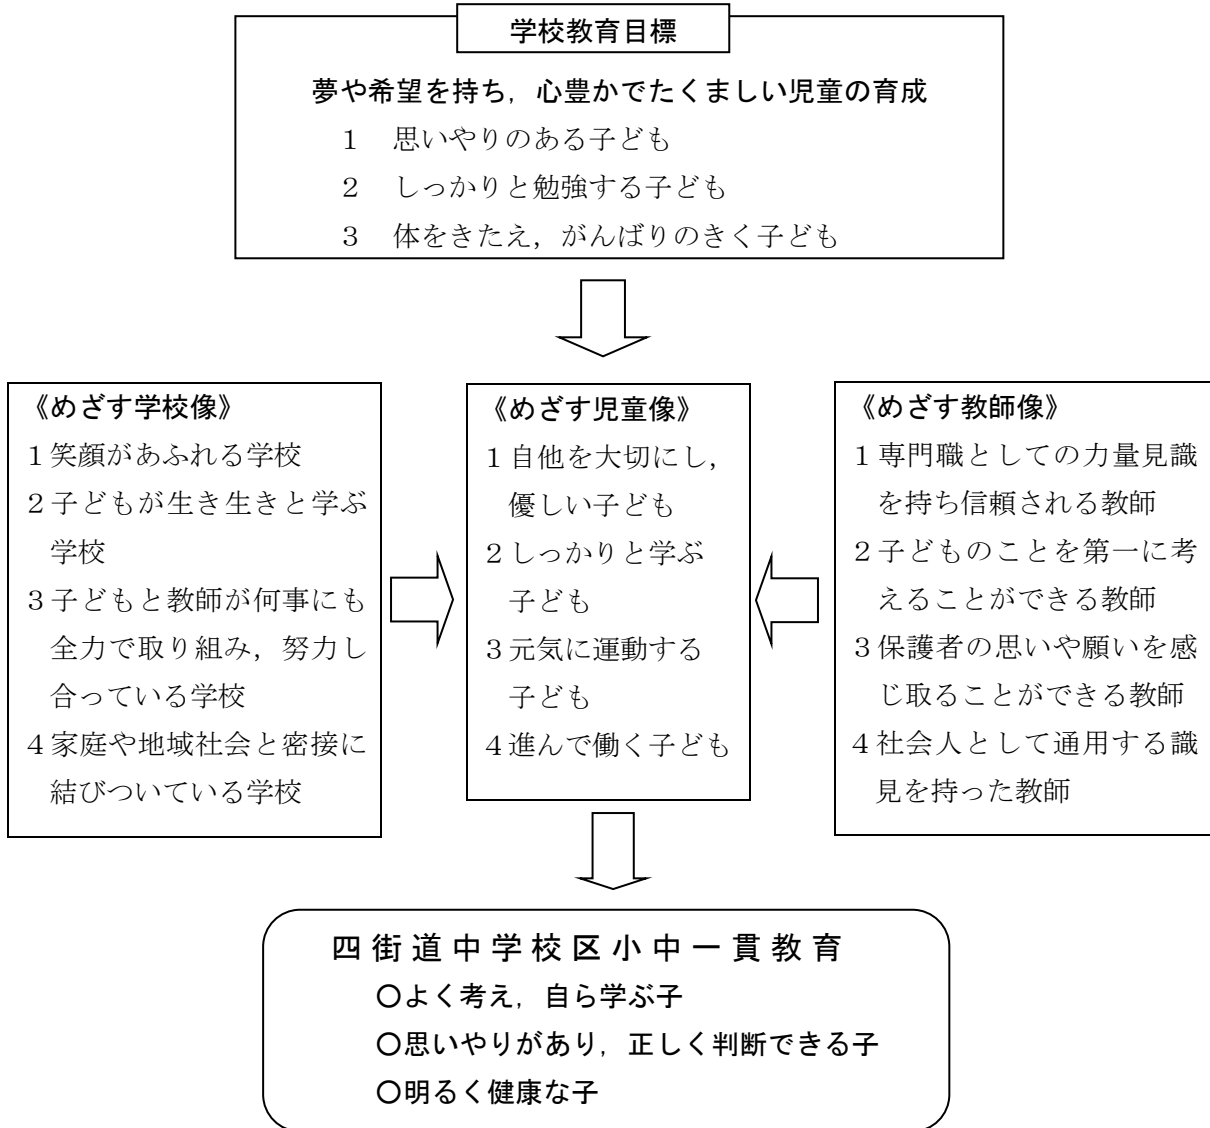 学校教育目標
夢や希望を持ち，心豊かでたくましい児童の育成
１　思いやりのある子ども
２　しっかりと勉強する子ども
３　体をきたえ，がんばりのきく子ども
《めざす学校像》
１笑顔があふれる学校
２子どもが生き生きと学ぶ
学校
３子どもと教師が何事にも
全力で取り組み，努力し
合っている学校
４家庭や地域社会と密接に
結びついている学校
《めざす児童像》
１自他を大切にし，
優しい子ども
２しっかりと学ぶ
子ども
３元気に運動する
子ども
４進んで働く子ども
《めざす教師像》
１専門職としての力量見識
を持ち信頼される教師
２子どものことを第一に考
えることができる教師
３保護者の思いや願いを感
じ取ることができる教師
４社会人として通用する識
見を持った教師
四街道中学校区小中一貫教育
〇よく考え，自ら学ぶ子
〇思いやりがあり，正しく判断できる子
〇明るく健康な子